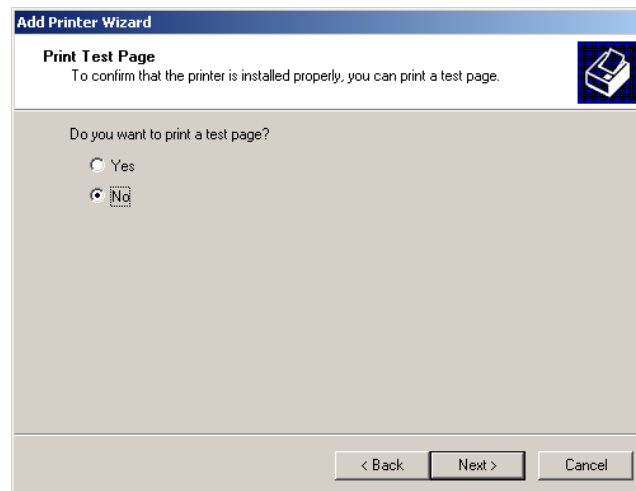 Add Printer Wizard
Print Test Page
To confirm that the printer is installed properly, you can print a test page.
Do you want to print a test page?
Yes
No
< Back Next > Cancel